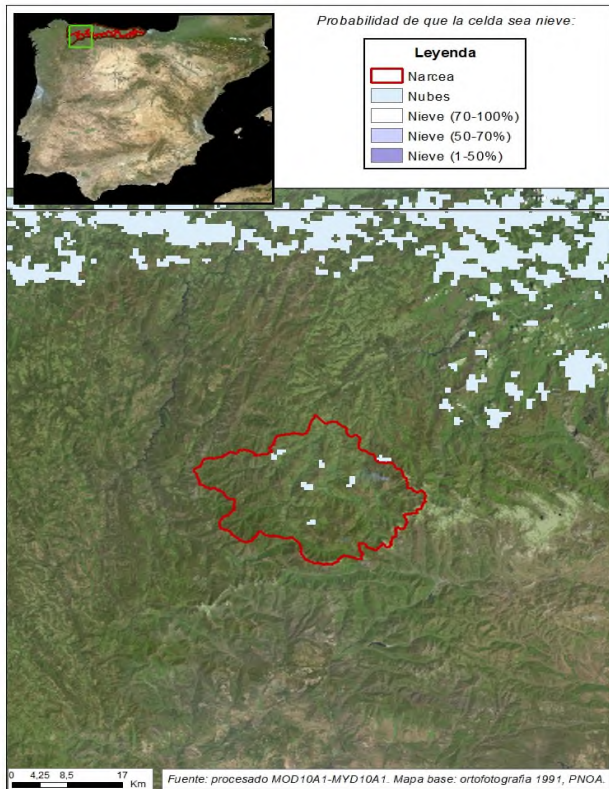 Probabilidad de que la celda sea nieve:
Leyenda
Narcea
Nubes
Nieve (70-100%)
Nieve (50-70%)
Nieve (1-50%)
0 4,25 8,5 17
Km
Fuente: procesado MOD10A1-MYD10A1. Mapa base: ortofotografia 1991, PNOA.